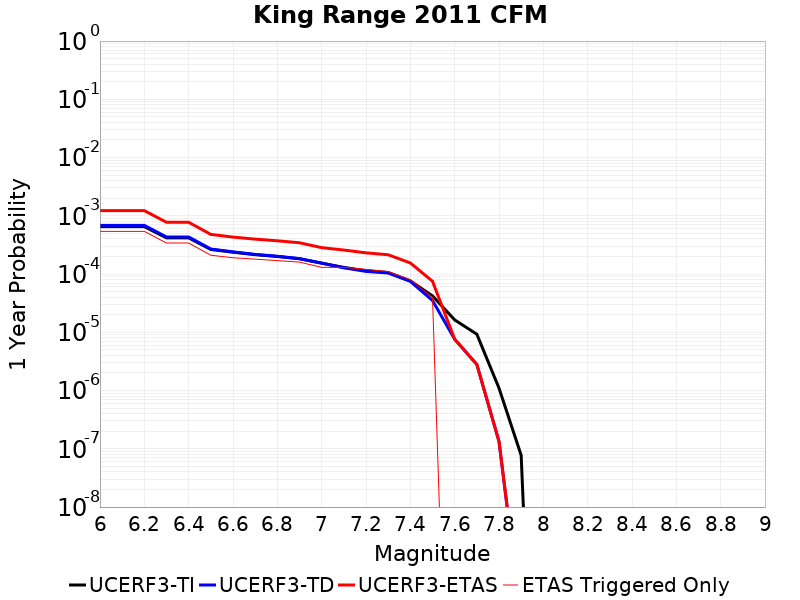 King Range 2011 CFM
1 Year Probability
10^0
10^-1
10^-2
10^-3
10^-4
10^-5
10^-6
10^-7
10^-8
6 6.2 6.4 6.6 6.8 7 7.2 7.4 7.6 7.8 8 8.2 8.4 8.6 8.8 9
Magnitude
UCERF3-TI UCERF3-TD UCERF3-ETAS ETAS Triggered Only